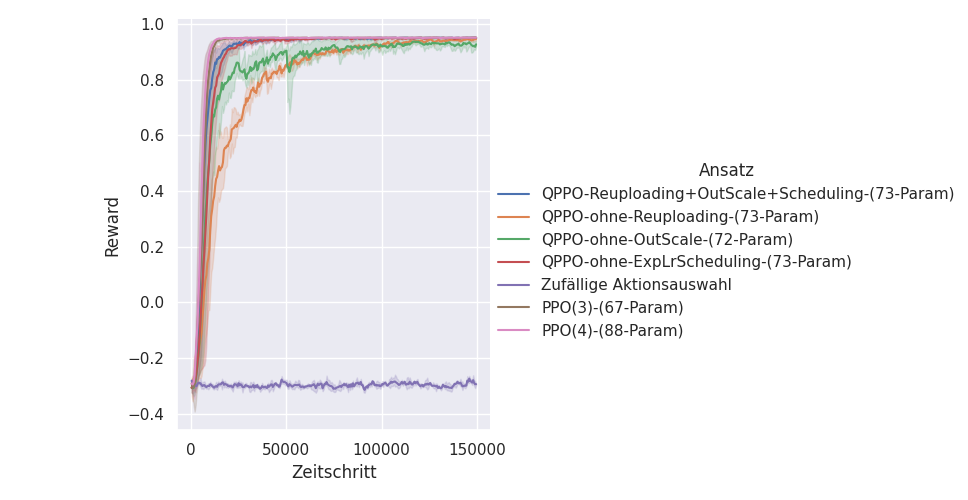 1.0
0.8
0.6
0.4
0.2
0.0
−0.2
−0.4
Reward
0
50000
100000
150000
Zeitschritt
Ansatz
QPPO-Reuploading+OutScale+Scheduling-(73-Param)
QPPO-ohne-Reuploading-(73-Param)
QPPO-ohne-OutScale-(72-Param)
QPPO-ohne-ExpLrScheduling-(73-Param)
Zufällige Aktionsauswahl
PPO(3)-(67-Param)
PPO(4)-(88-Param)